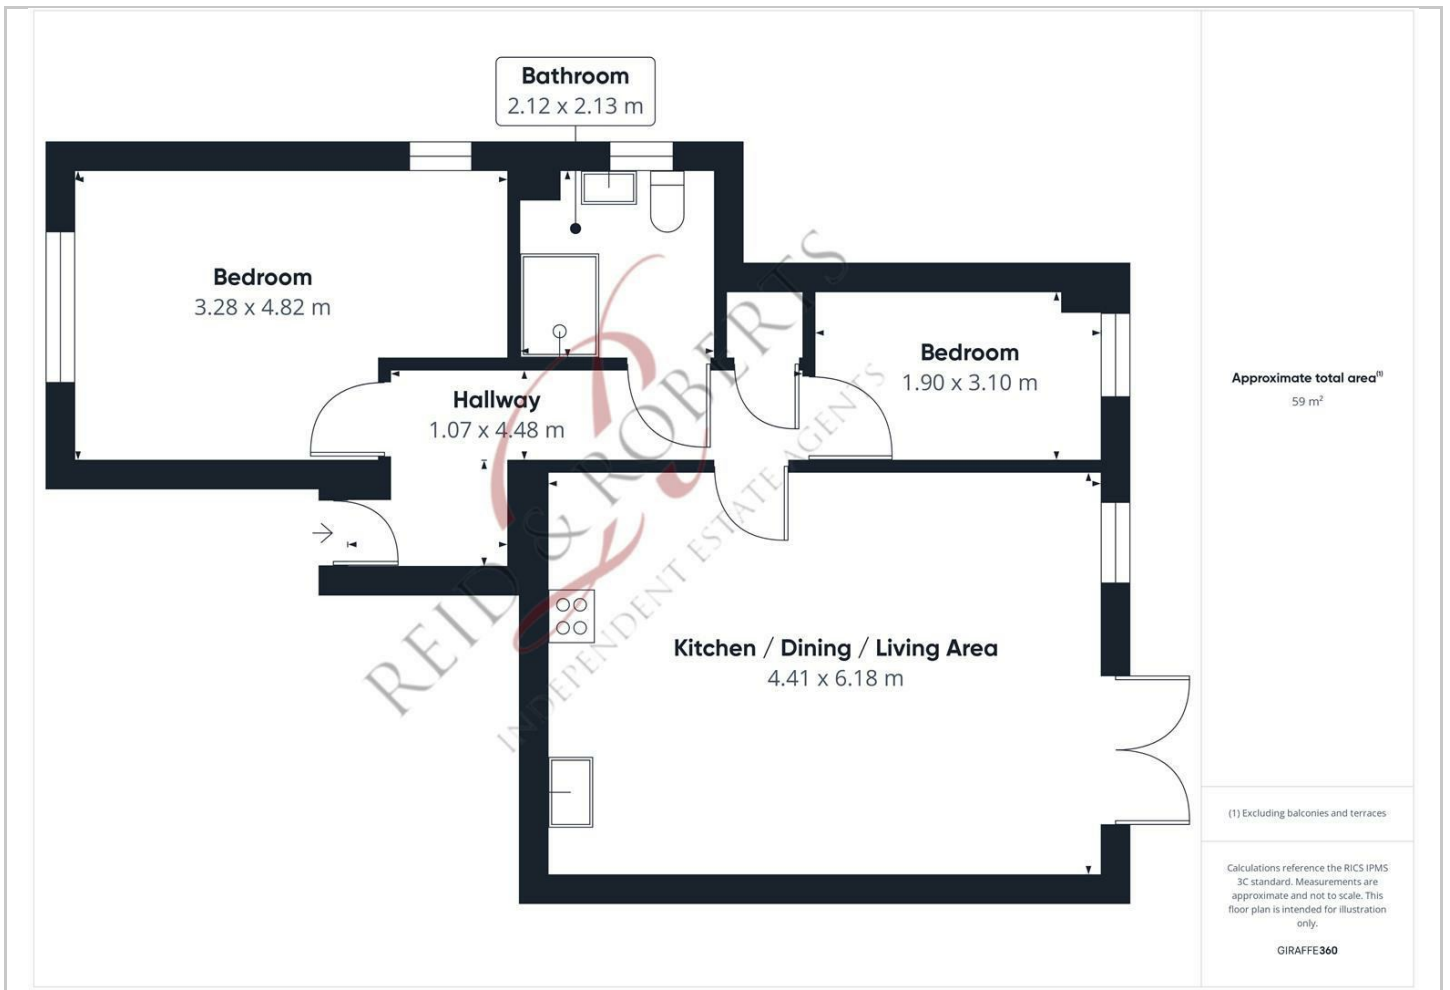 Bathroom
2.12 x 2.13 m
Bedroom
3.28 x 4.82 m
Bedroom
1.90 x 3.10 m
Hallway
1.07 x 4.48 m
Kitchen / Dining / Living Area
4.41 x 6.18 m
REID & ROBERTS
INDEPENDENT ESTATE AGENTS
Approximate total area(1)
59 m²
(1) Excluding balconies and terraces
Calculations reference the RICS IPMS
3C standard. Measurements are
approximate and not to scale. This
floor plan is intended for illustration
only.
GIRAFFE360